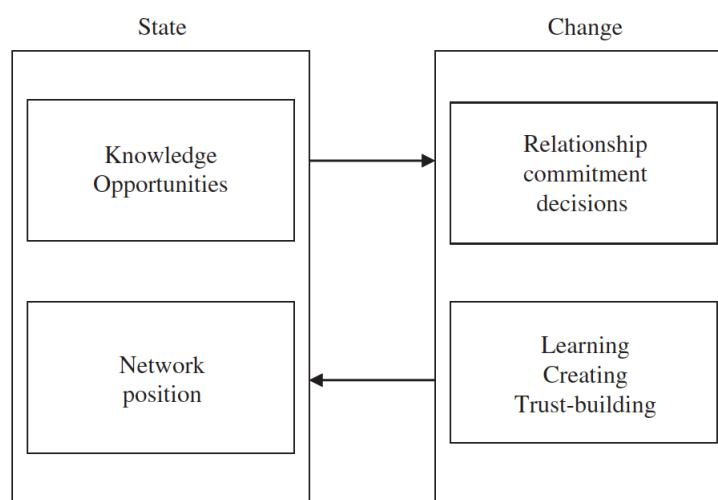 State
Change
Knowledge
Opportunities
Relationship
commitment
decisions
Network
position
Learning
Creating
Trust-building